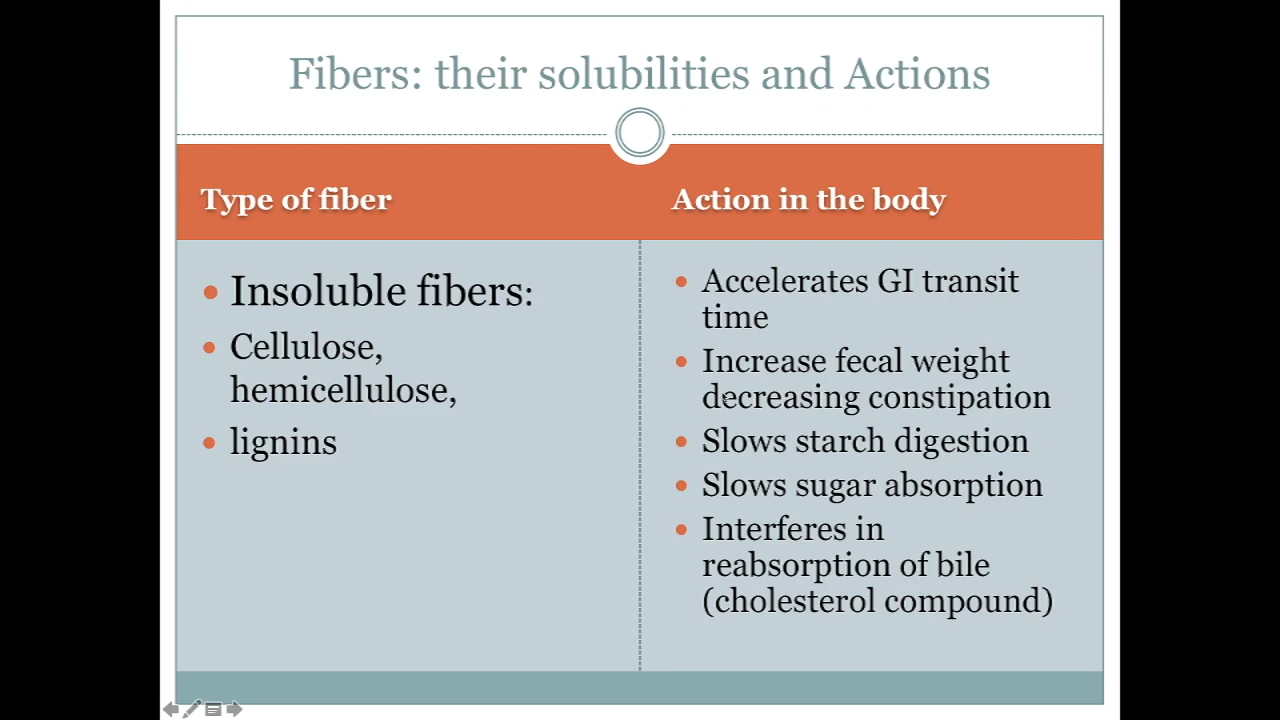 Fibers: their solubilities and Actions
Type of fiber
Action in the body
• Insoluble fibers:
• Cellulose,
hemicellulose,
• lignins
• Accelerates GI transit
time
• Increase fecal weight
decreasing constipation
• Slows starch digestion
• Slows sugar absorption
• Interferes in
reabsorption of bile
(cholesterol compound)